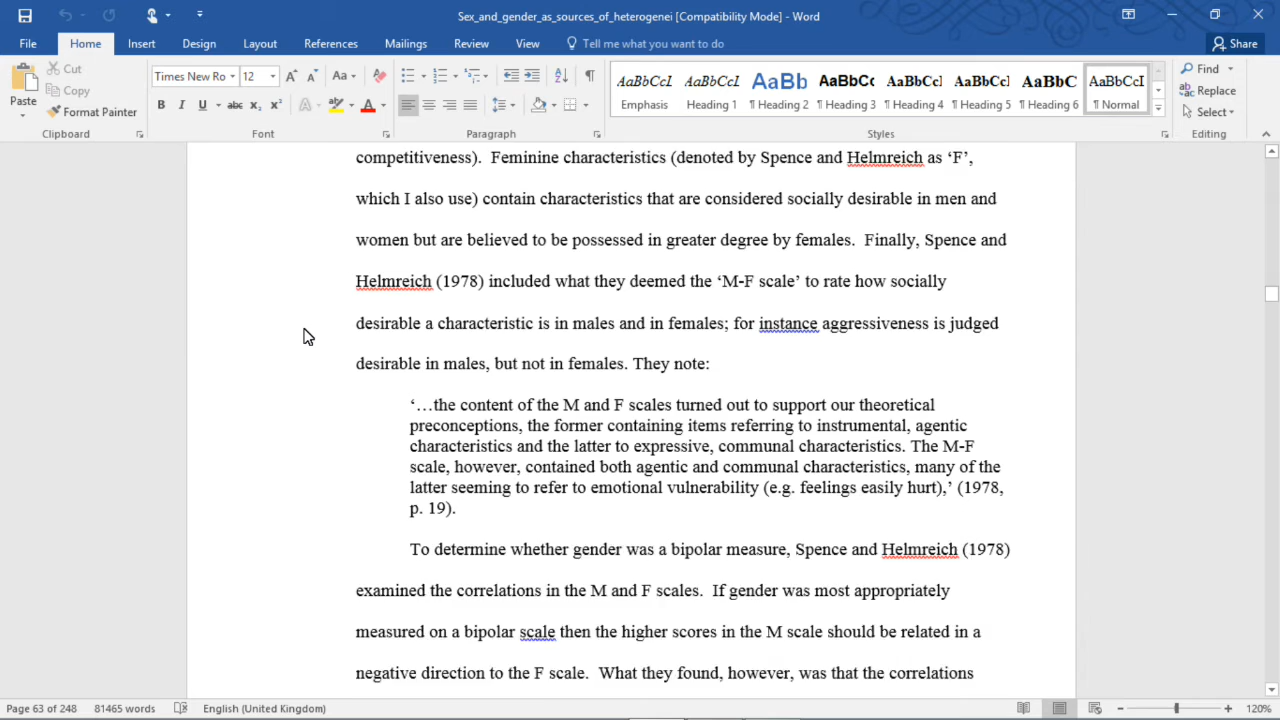 Sex_and_gender_as_sources_of_heterogenei [Compatibility Mode] - Word
File Home Insert Design Layout References Mailings Review View Tell me what you want to do Share
Paste
Cut
Copy
Format Painter
Clipboard
Times New Ro 12
Font
Paragraph
AaBbCcI AaBbCcL AaBb AaBbCc AaBbCcI AaBbCcI AaBbC AaBbCcI
Emphasis Heading 1 ¶ Heading 2 ¶ Heading 3 ¶ Heading 4 ¶ Heading 5 ¶ Heading 6 ¶ Normal
Styles
Find
Replace
Select
Editing
competitiveness).  Feminine characteristics (denoted by Spence and Helmreich as ‘F’,
which I also use) contain characteristics that are considered socially desirable in men and
women but are believed to be possessed in greater degree by females.  Finally, Spence and
Helmreich (1978) included what they deemed the ‘M-F scale’ to rate how socially
desirable a characteristic is in males and in females; for instance aggressiveness is judged
desirable in males, but not in females. They note:
‘…the content of the M and F scales turned out to support our theoretical
preconceptions, the former containing items referring to instrumental, agentic
characteristics and the latter to expressive, communal characteristics. The M-F
scale, however, contained both agentic and communal characteristics, many of the
latter seeming to refer to emotional vulnerability (e.g. feelings easily hurt),’ (1978,
p. 19).
To determine whether gender was a bipolar measure, Spence and Helmreich (1978)
examined the correlations in the M and F scales.  If gender was most appropriately
measured on a bipolar scale then the higher scores in the M scale should be related in a
negative direction to the F scale.  What they found, however, was that the correlations
Page 63 of 248 81465 words English (United Kingdom) 120%